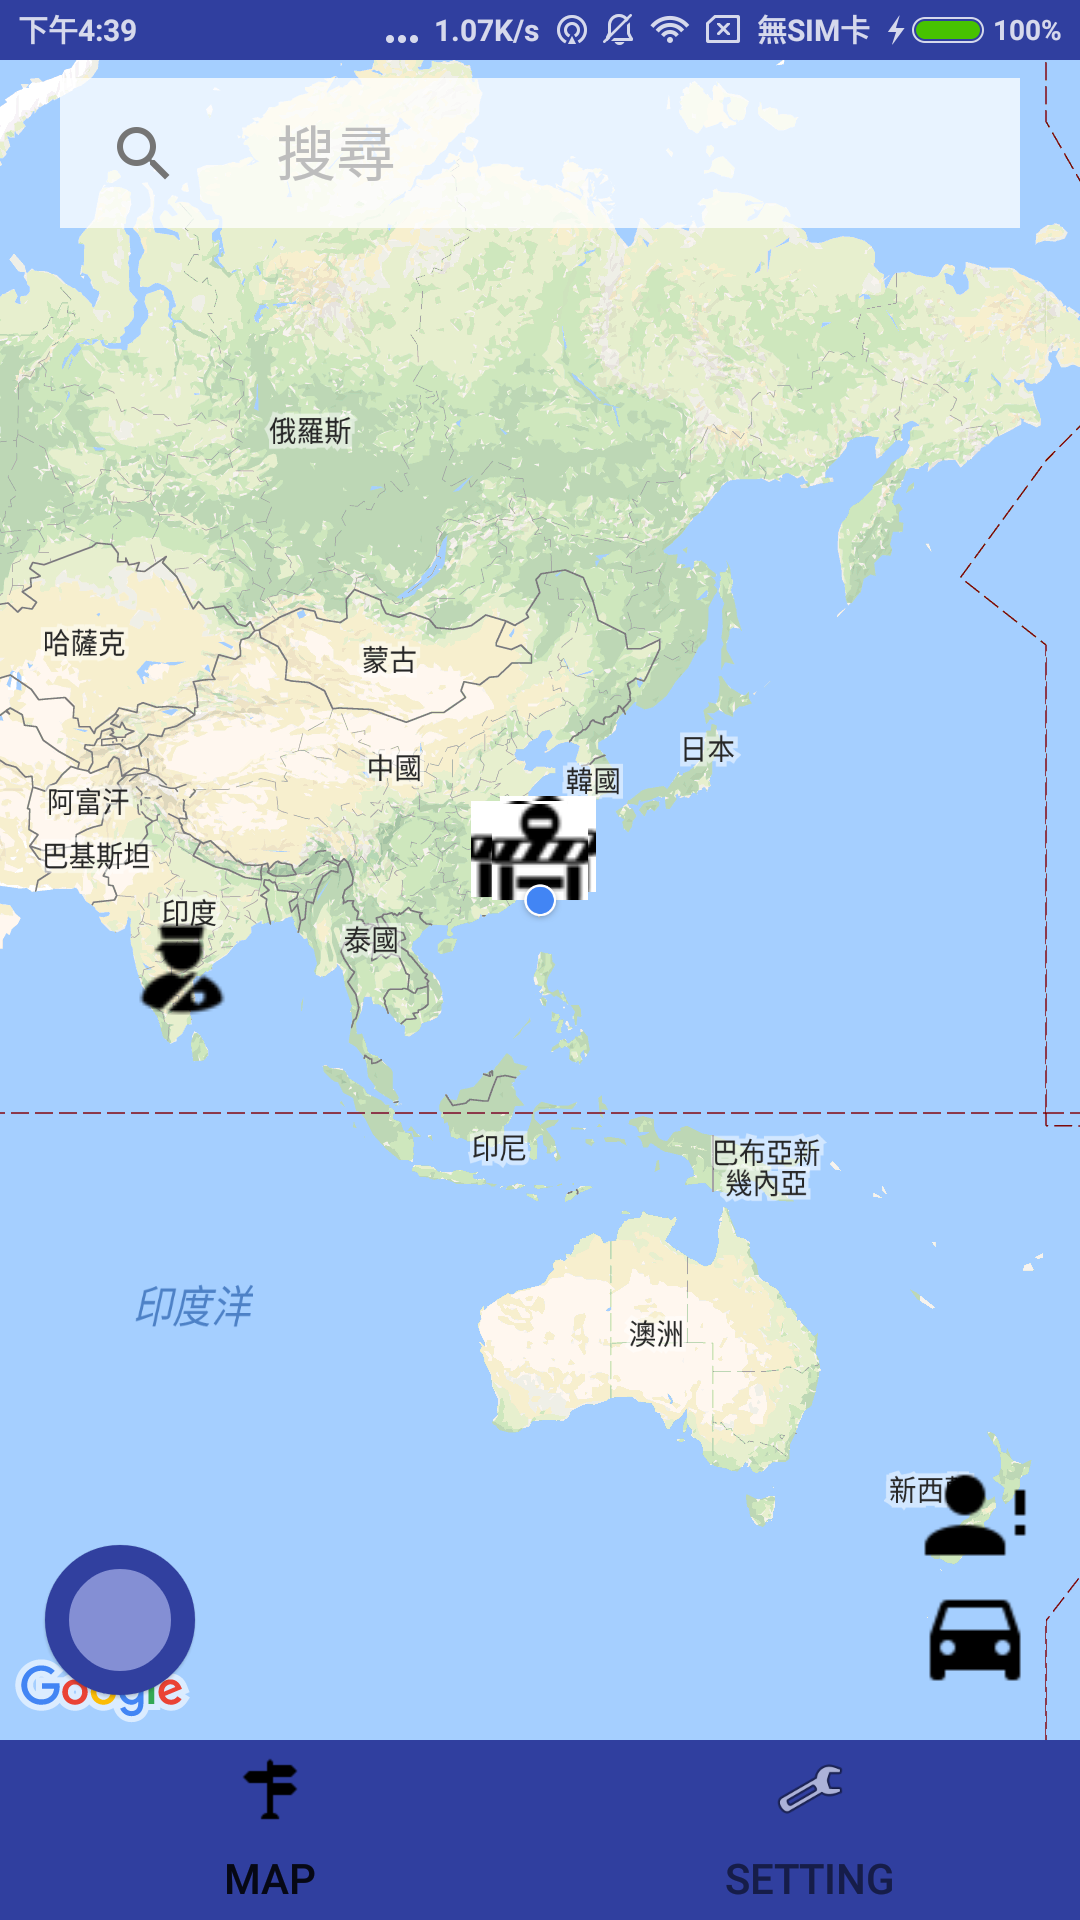 下午4:39
... 1.07K/s 無SIM卡 100%
搜尋
俄羅斯
哈薩克
蒙古
日本
中國
韓國
阿富汗
巴基斯坦
印度
泰國
印尼
巴布亞新
幾內亞
印度洋
澳洲
新西
Google
MAP
SETTING